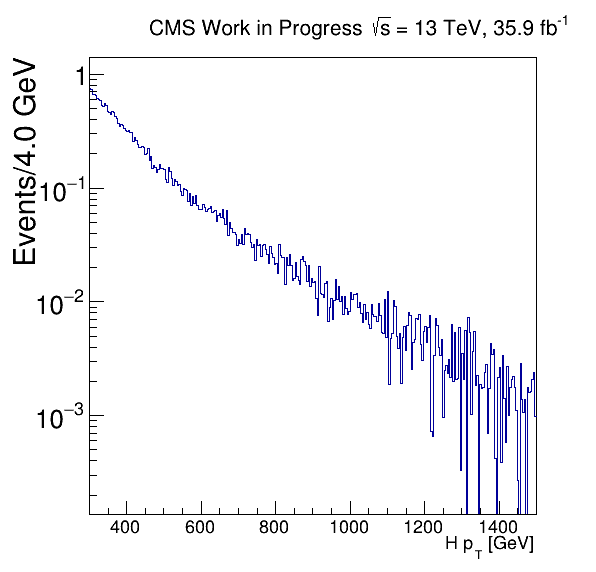 CMS Work in Progress √s = 13 TeV, 35.9 fb⁻¹
Events/4.0 GeV
1
10⁻¹
10⁻²
10⁻³
400 600 800 1000 1200 1400
H p_T [GeV]